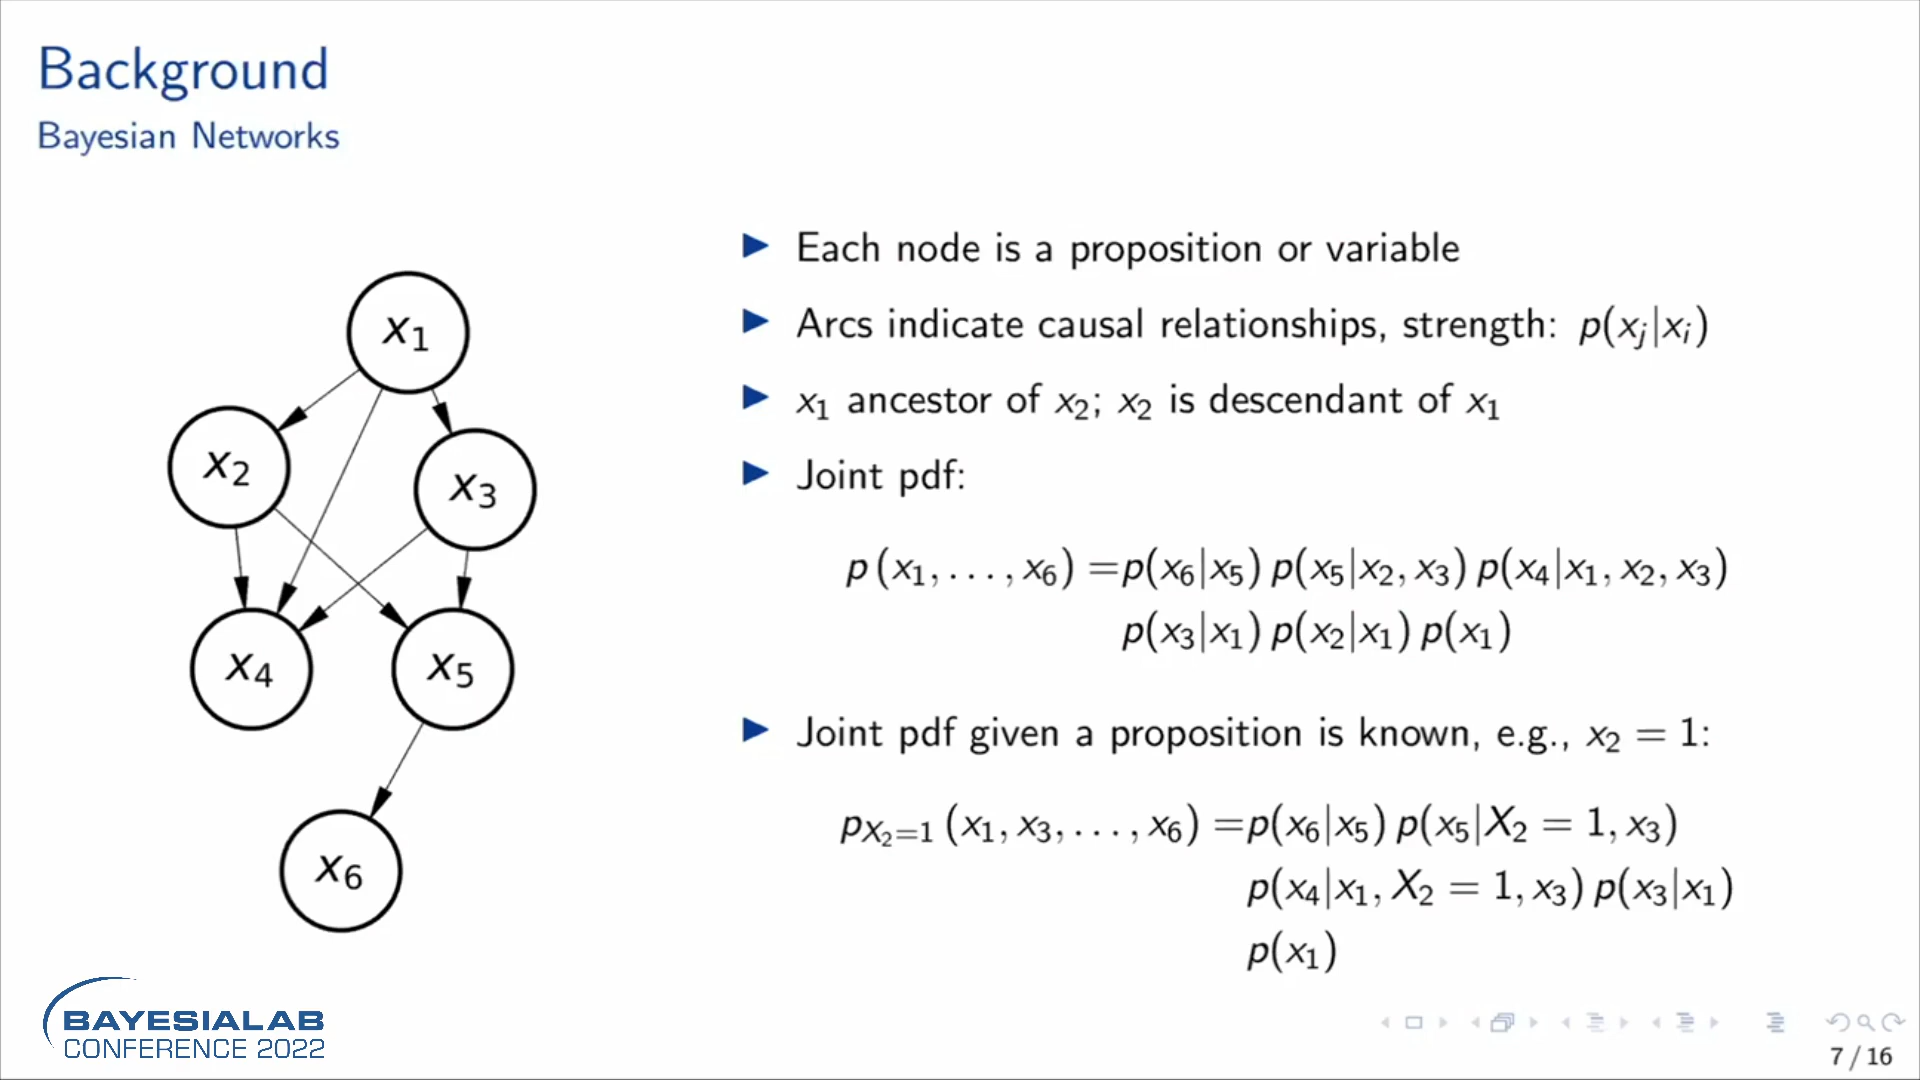 Background
Bayesian Networks
x₁
x₂
x₃
x₄
x₅
x₆
▶ Each node is a proposition or variable
▶ Arcs indicate causal relationships, strength: p(xⱼ|xᵢ)
▶ x₁ ancestor of x₂; x₂ is descendant of x₁
▶ Joint pdf:
p (x₁, . . . , x₆) =p(x₆|x₅) p(x₅|x₂, x₃) p(x₄|x₁, x₂, x₃)
p(x₃|x₁) p(x₂|x₁) p(x₁)
▶ Joint pdf given a proposition is known, e.g., x₂ = 1:
p_{X₂=1} (x₁, x₃, . . . , x₆) =p(x₆|x₅) p(x₅|X₂ = 1, x₃)
p(x₄|x₁, X₂ = 1, x₃) p(x₃|x₁)
p(x₁)
BAYESIALAB
CONFERENCE 2022
7 / 16